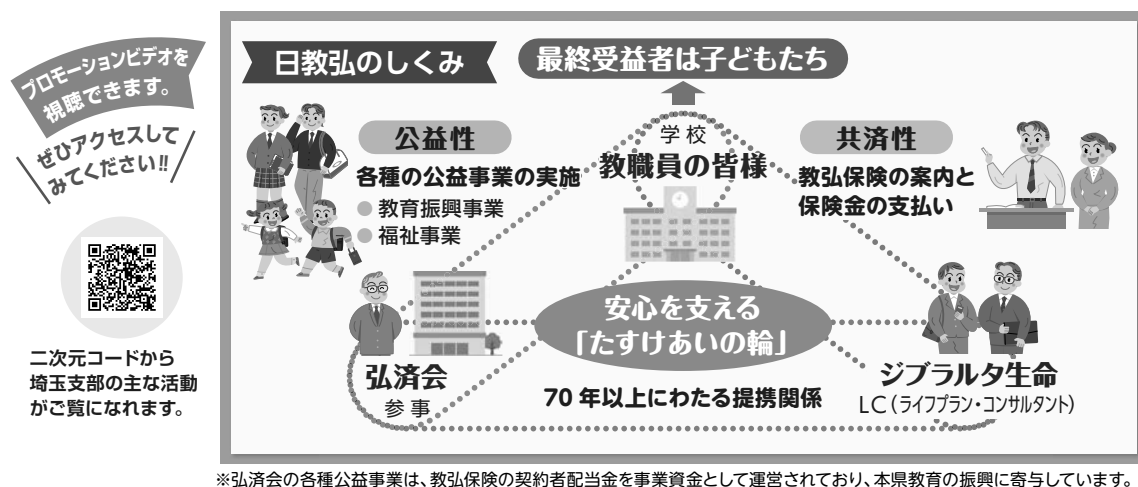 プロモーションビデオを
視聴できます。
ぜひアクセスして
みてください!!
二次元コードから
埼玉支部の主な活動
がご覧になれます。
日教弘のしくみ
最終受益者は子どもたち
公益性
各種の公益事業の実施
● 教育振興事業
● 福祉事業
学校
教職員の皆様
共済性
教弘保険の案内と
保険金の支払い
安心を支える
「たすけあいの輪」
弘済会
参事
70年以上にわたる提携関係
ジブラルタ生命
LC(ライフプラン・コンサルタント)
※弘済会の各種公益事業は、教弘保険の契約者配当金を事業資金として運営されており、本県教育の振興に寄与しています。